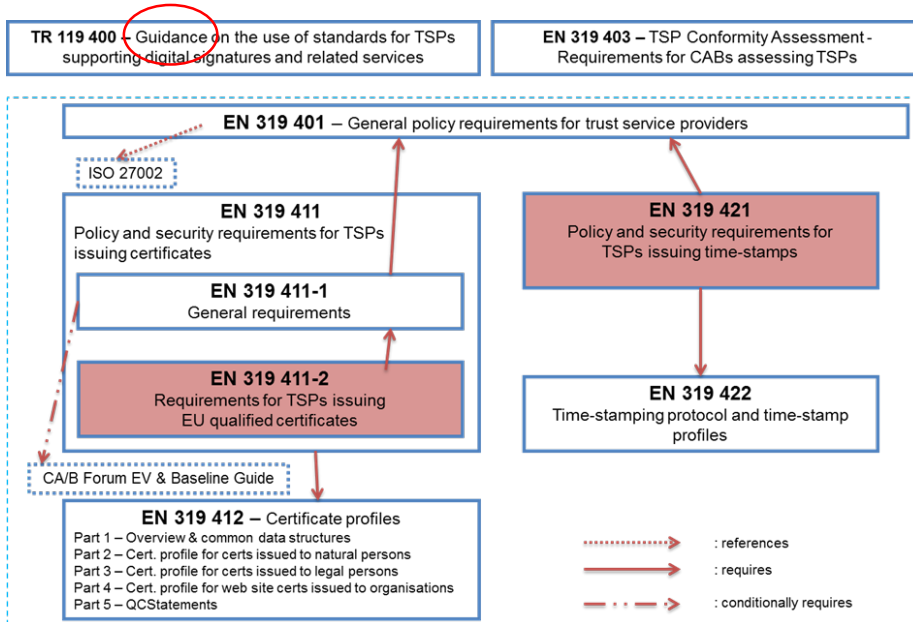 TR 119 400 – Guidance on the use of standards for TSPs
supporting digital signatures and related services
EN 319 403 – TSP Conformity Assessment -
Requirements for CABs assessing TSPs
EN 319 401 – General policy requirements for trust service providers
ISO 27002
EN 319 411
Policy and security requirements for TSPs
issuing certificates
EN 319 411-1
General requirements
EN 319 411-2
Requirements for TSPs issuing
EU qualified certificates
EN 319 421
Policy and security requirements for
TSPs issuing time-stamps
EN 319 422
Time-stamping protocol and time-stamp
profiles
CA/B Forum EV & Baseline Guide
EN 319 412 – Certificate profiles
Part 1 – Overview & common data structures
Part 2 – Cert. profile for certs issued to natural persons
Part 3 – Cert. profile for certs issued to legal persons
Part 4 – Cert. profile for web site certs issued to organisations
Part 5 – QCStatements
: references
: requires
: conditionally requires